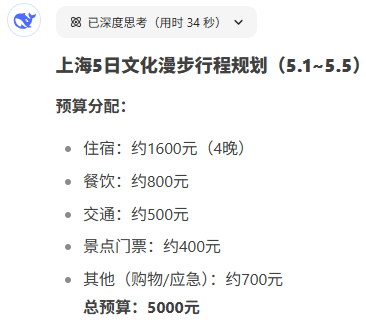 已深度思考（用时 34 秒）
上海5日文化漫步行程规划（5.1~5.5）
预算分配：
住宿：约1600元（4晚）
餐饮：约800元
交通：约500元
景点门票：约400元
其他（购物/应急）：约700元
总预算：5000元